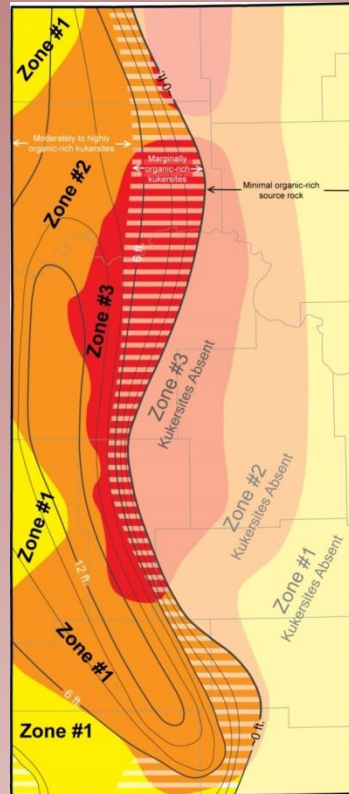 Zone #1
~0 ft.
Moderately to highly
organic-rich kukersites
Marginally
organic-rich
kukersites
Zone #2
Minimal organic-rich
source rock
6 ft.
Zone #3
Zone #3
Kukersites Absent
Zone #2
Kukersites Absent
Zone #1
12 ft.
Zone #1
Kukersites Absent
Zone #1
6 ft.
Zone #1
~0 ft.